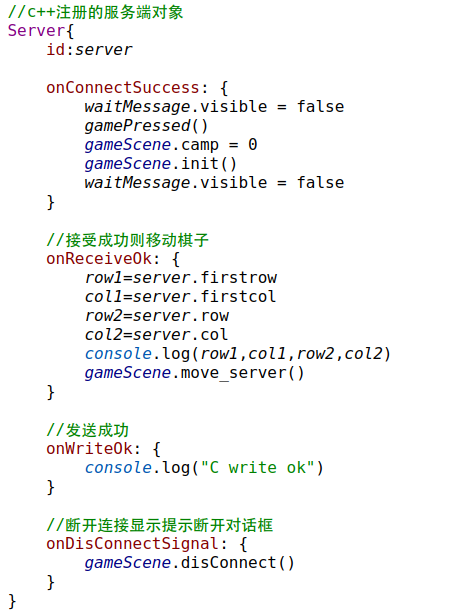 //c++注册的服务端对象
Server{
    id:server

    onConnectSuccess: {
        waitMessage.visible = false
        gamePressed()
        gameScene.camp = 0
        gameScene.init()
        waitMessage.visible = false
    }

    //接受成功则移动棋子
    onReceiveOk: {
        row1=server.firstrow
        col1=server.firstcol
        row2=server.row
        col2=server.col
        console.log(row1,col1,row2,col2)
        gameScene.move_server()
    }

    //发送成功
    onWriteOk: {
        console.log("C write ok")
    }

    //断开连接显示提示断开对话框
    onDisConnectSignal: {
        gameScene.disConnect()
    }
}